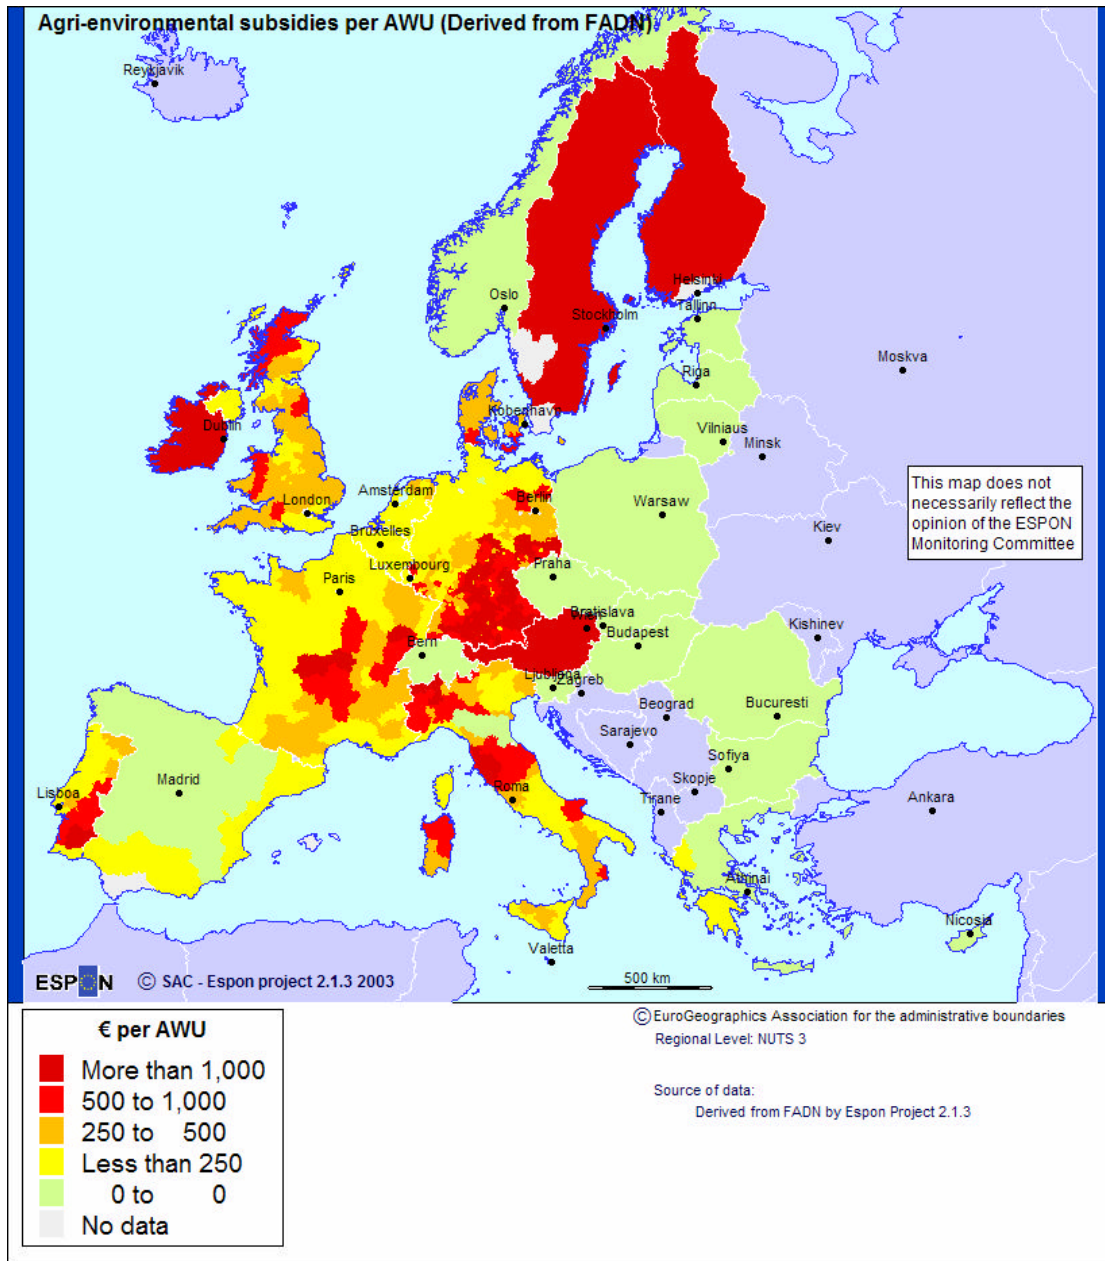 Agri-environmental subsidies per AWU (Derived from FADN)
Reykjavik
Oslo
Helsinki
Tallinn
Stockholm
Moskva
Riga
Kobenhavn
Dublin
Vilniaus
Minsk
This map does not
necessarily reflect the
opinion of the ESPON
Monitoring Committee
Amsterdam
Berlin
London
Warsaw
Kiev
Bruxelles
Luxembourg
Praha
Paris
Bratislava
Wien
Budapest
Kishinev
Bern
Ljubljana
Zagreb
Beograd
Bucuresti
Sarajevo
Sofiya
Madrid
Skopje
Lisboa
Roma
Tirane
Ankara
Athinai
Nicosia
Valetta
ESPON
© SAC - Espon project 2.1.3 2003
500 km
© EuroGeographics Association for the administrative boundaries
Regional Level: NUTS 3
Source of data:
Derived from FADN by Espon Project 2.1.3
€ per AWU
More than 1,000
500 to 1,000
250 to 500
Less than 250
0 to 0
No data